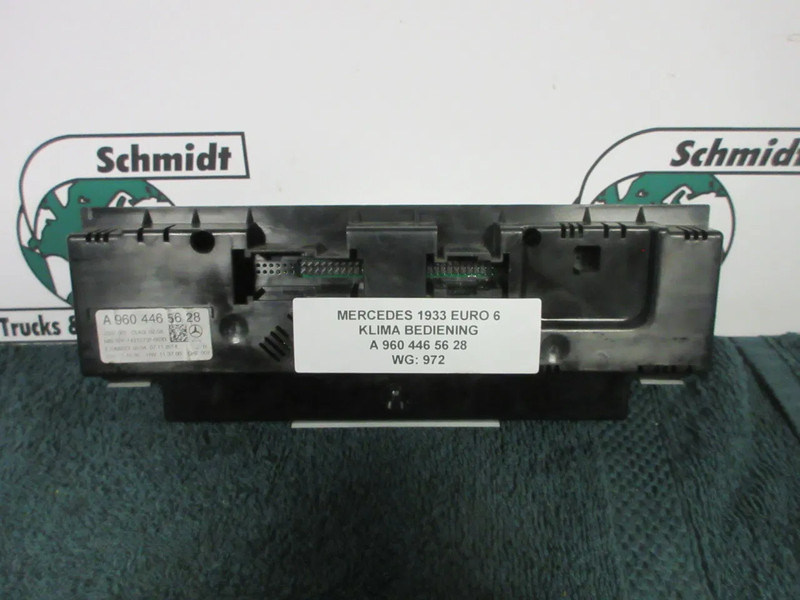 Schmidt
Schmidt
Trucks &
Trucks
A 960 446 56 28
MERCEDES 1933 EURO 6
KLIMA BEDIENING
A 960 446 56 28
WG: 972